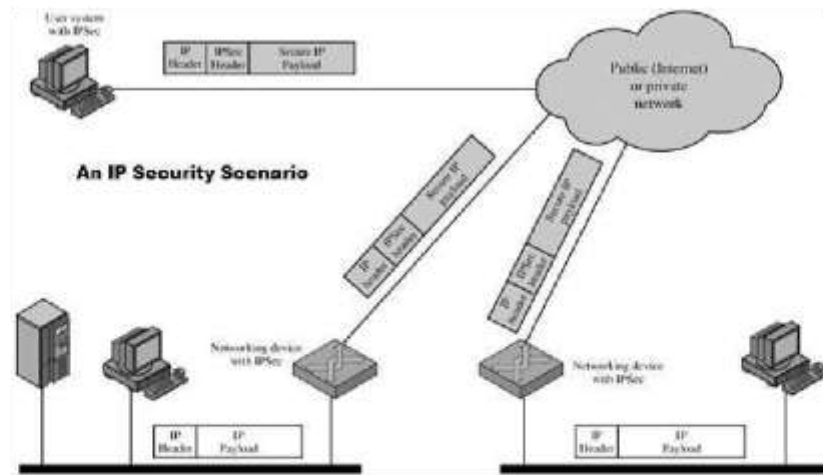 User system
with IPSec
IP
Header
IPSec
Header
Secure IP
Payload
Public (Internet)
or private
network
An IP Security Scenario
IP
header
IPSec
header
Secure IP
payload
IP
header
IPSec
header
Secure IP
payload
Networking device
with IPSec
Networking device
with IPSec
IP
Header
IP
Payload
IP
Header
IP
Payload